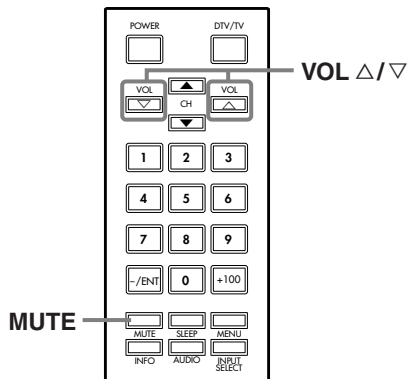 POWER DTV/TV
VOL △/▽
VOL VOL
CH
1 2 3
4 5 6
7 8 9
–/ENT 0 +100
MUTE
MUTE SLEEP MENU
INFO AUDIO INPUT
SELECT